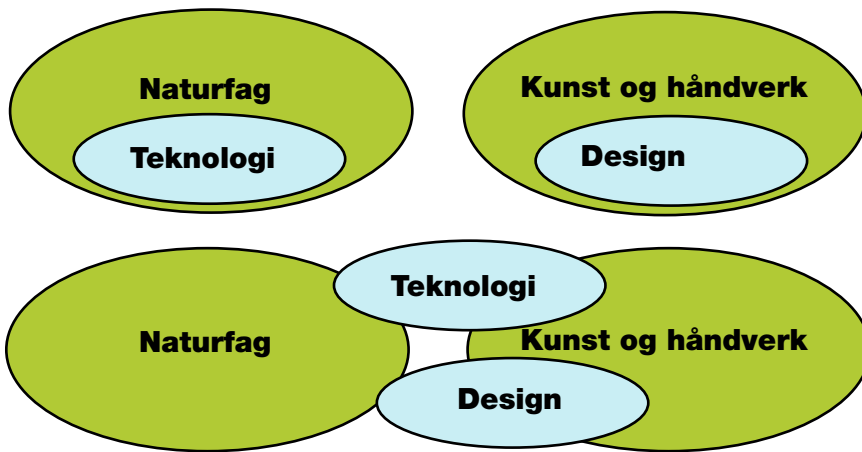 Naturfag
Teknologi
Kunst og håndverk
Design
Teknologi
Naturfag
Kunst og håndverk
Design